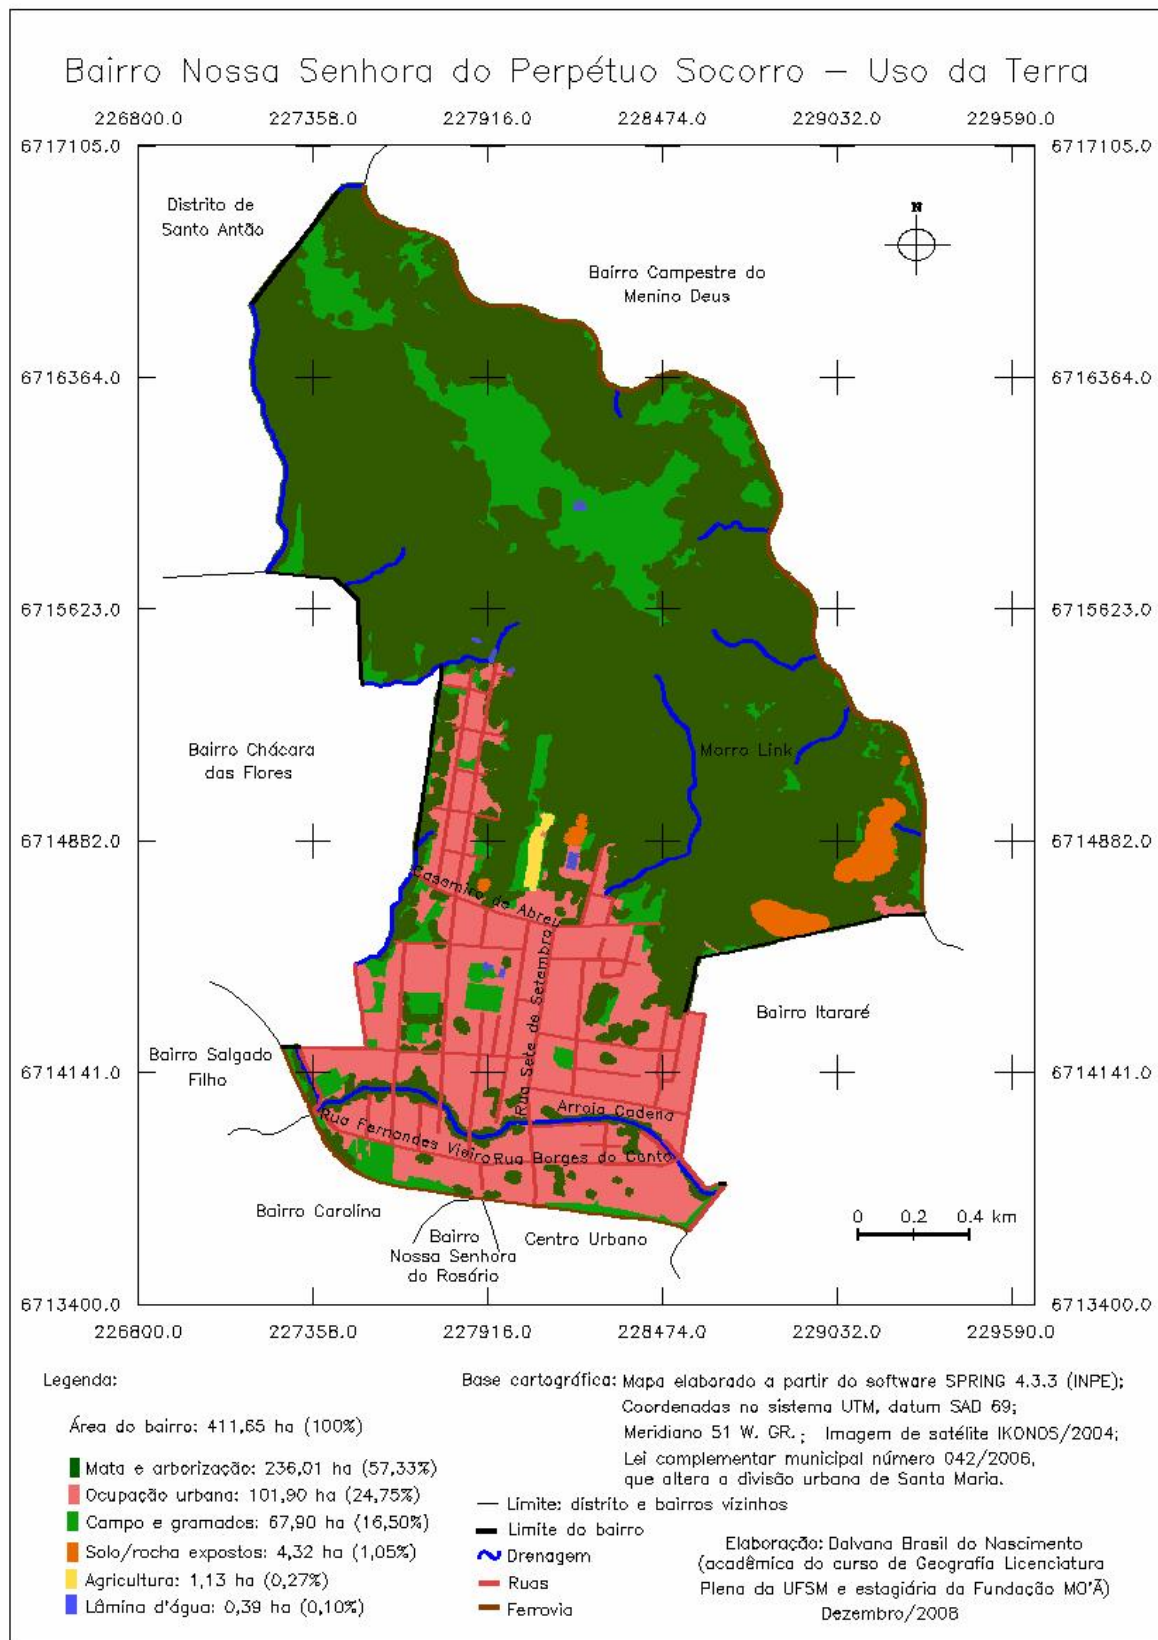 Bairro Nossa Senhora do Perpétuo Socorro – Uso da Terra
226800.0 227358.0 227916.0 228474.0 229032.0 229590.0
6717105.0 6717105.0
Distrito de
Santo Antão
N
Bairro Campestre do
Menino Deus
6716364.0 6716364.0
6715623.0 6715623.0
Bairro Chácara
das Flores
Morro Link
6714882.0 6714882.0
Casemiro de Abreu
Rua Sete de Setembro
Bairro Itararé
Bairro Salgado
Filho
6714141.0 6714141.0
Arroio Cadena
Rua Fernandes Vieira
Rua Borges do Canto
Bairro Carolina
Bairro
Nossa Senhora
do Rosário
Centro Urbano
0 0.2 0.4 km
6713400.0 6713400.0
226800.0 227358.0 227916.0 228474.0 229032.0 229590.0
Legenda:
Área do bairro: 411,65 ha (100%)
Mata e arborização: 236,01 ha (57,33%)
Ocupação urbana: 101,90 ha (24,75%)
Campo e gramados: 67,90 ha (16,50%)
Solo/rocha expostos: 4,32 ha (1,05%)
Agricultura: 1,13 ha (0,27%)
Lâmina d'água: 0,39 ha (0,10%)
Base cartográfica: Mapa elaborado a partir do software SPRING 4.3.3 (INPE);
Coordenadas no sistema UTM, datum SAD 69;
Meridiano 51 W. GR.; Imagem de satélite IKONOS/2004;
Lei complementar municipal número 042/2006,
que altera a divisão urbana de Santa Maria.
Limite: distrito e bairros vizinhos
Limite do bairro
Drenagem
Ruas
Ferrovia
Elaboração: Dalvana Brasil do Nascimento
(acadêmica do curso de Geografia Licenciatura
Plena da UFSM e estagiária da Fundação MO'Ã)
Dezembro/2008